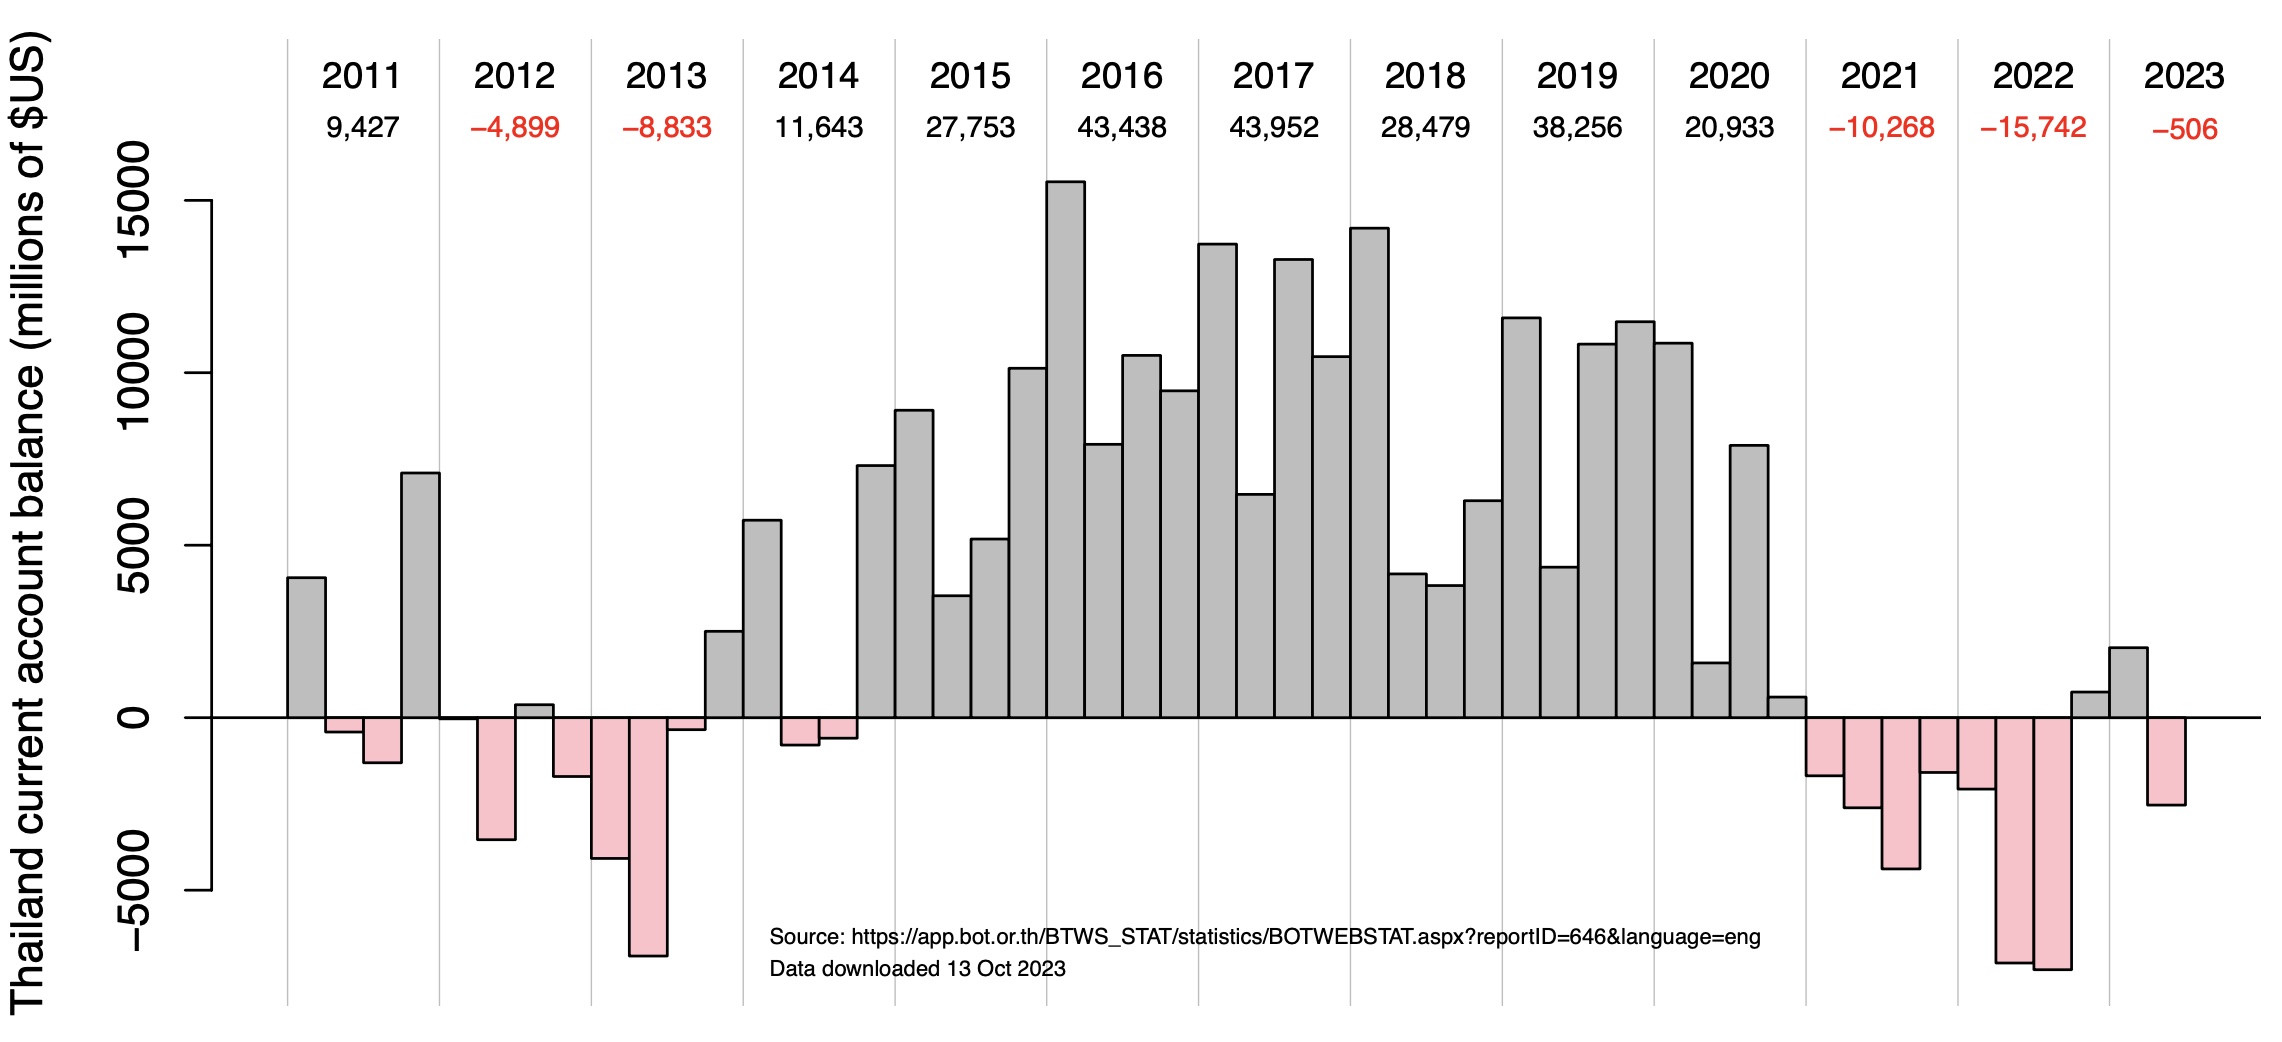 Thailand current account balance (millions of $US)
2011 2012 2013 2014 2015 2016 2017 2018 2019 2020 2021 2022 2023
9,427 −4,899 −8,833 11,643 27,753 43,438 43,952 28,479 38,256 20,933 −10,268 −15,742 −506
15000
10000
5000
0
−5000
Source: https://app.bot.or.th/BTWS_STAT/statistics/BOTWEBSTAT.aspx?reportID=646&language=eng
Data downloaded 13 Oct 2023